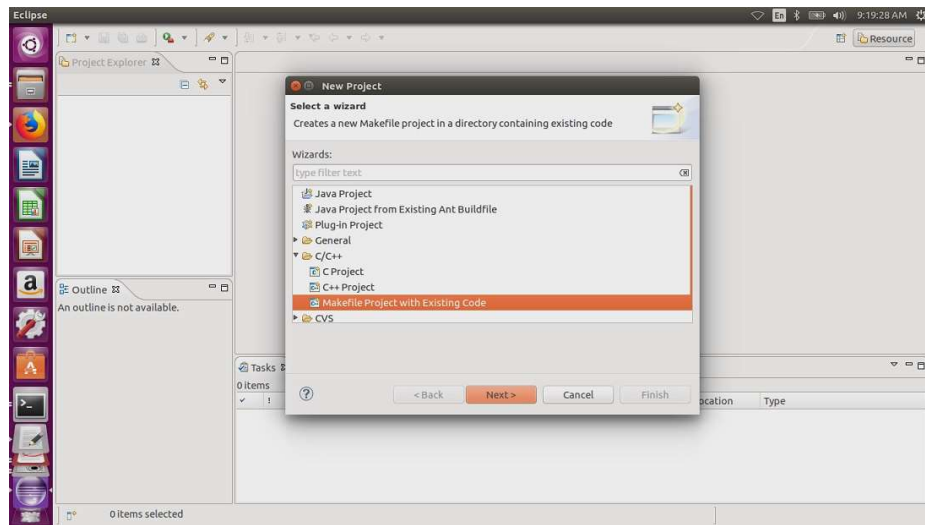 Eclipse
En
9:19:28 AM
Resource
Project Explorer
New Project
Select a wizard
Creates a new Makefile project in a directory containing existing code
Wizards:
type filter text
Java Project
Java Project from Existing Ant Buildfile
Plug-in Project
General
C/C++
C Project
C++ Project
Makefile Project with Existing Code
CVS
Outline
An outline is not available.
Tasks
0 items
! ocation Type
< Back Next > Cancel Finish
0 items selected